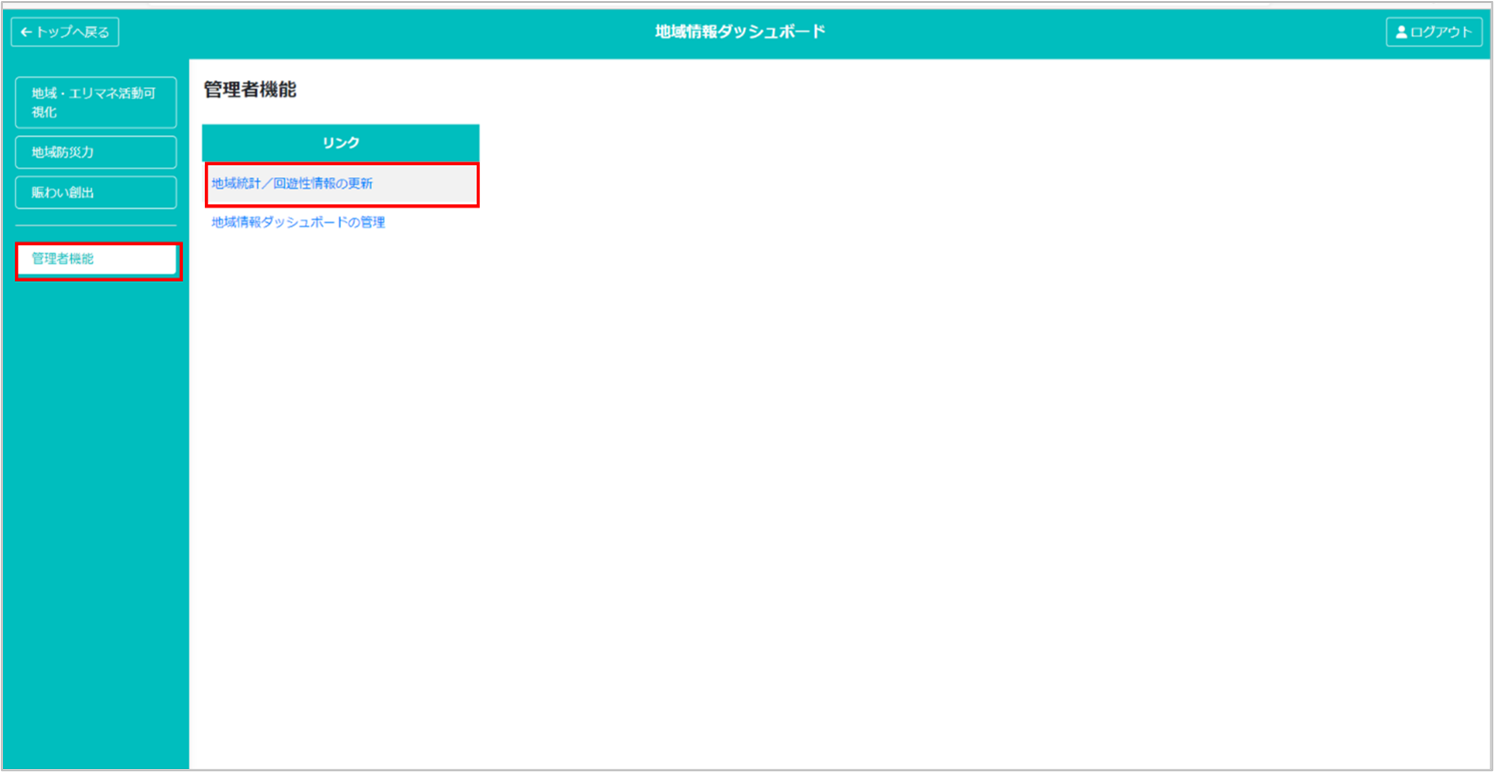 トップへ戻る
地域情報ダッシュボード
ログアウト
地域・エリマネ活動可
視化
地域防災力
賑わい創出
管理者機能
管理者機能
リンク
地域統計／回遊性情報の更新
地域情報ダッシュボードの管理